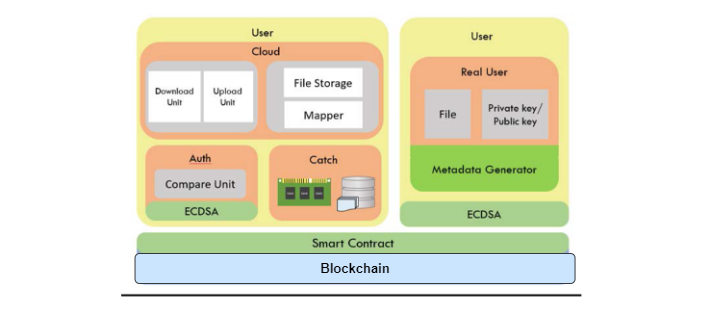 User
Cloud
Download
Unit
Upload
Unit
File Storage
Mapper
Auth
Compare Unit
ECDSA
Catch
User
Real User
File
Private key/
Public key
Metadata Generator
ECDSA
Smart Contract
Blockchain